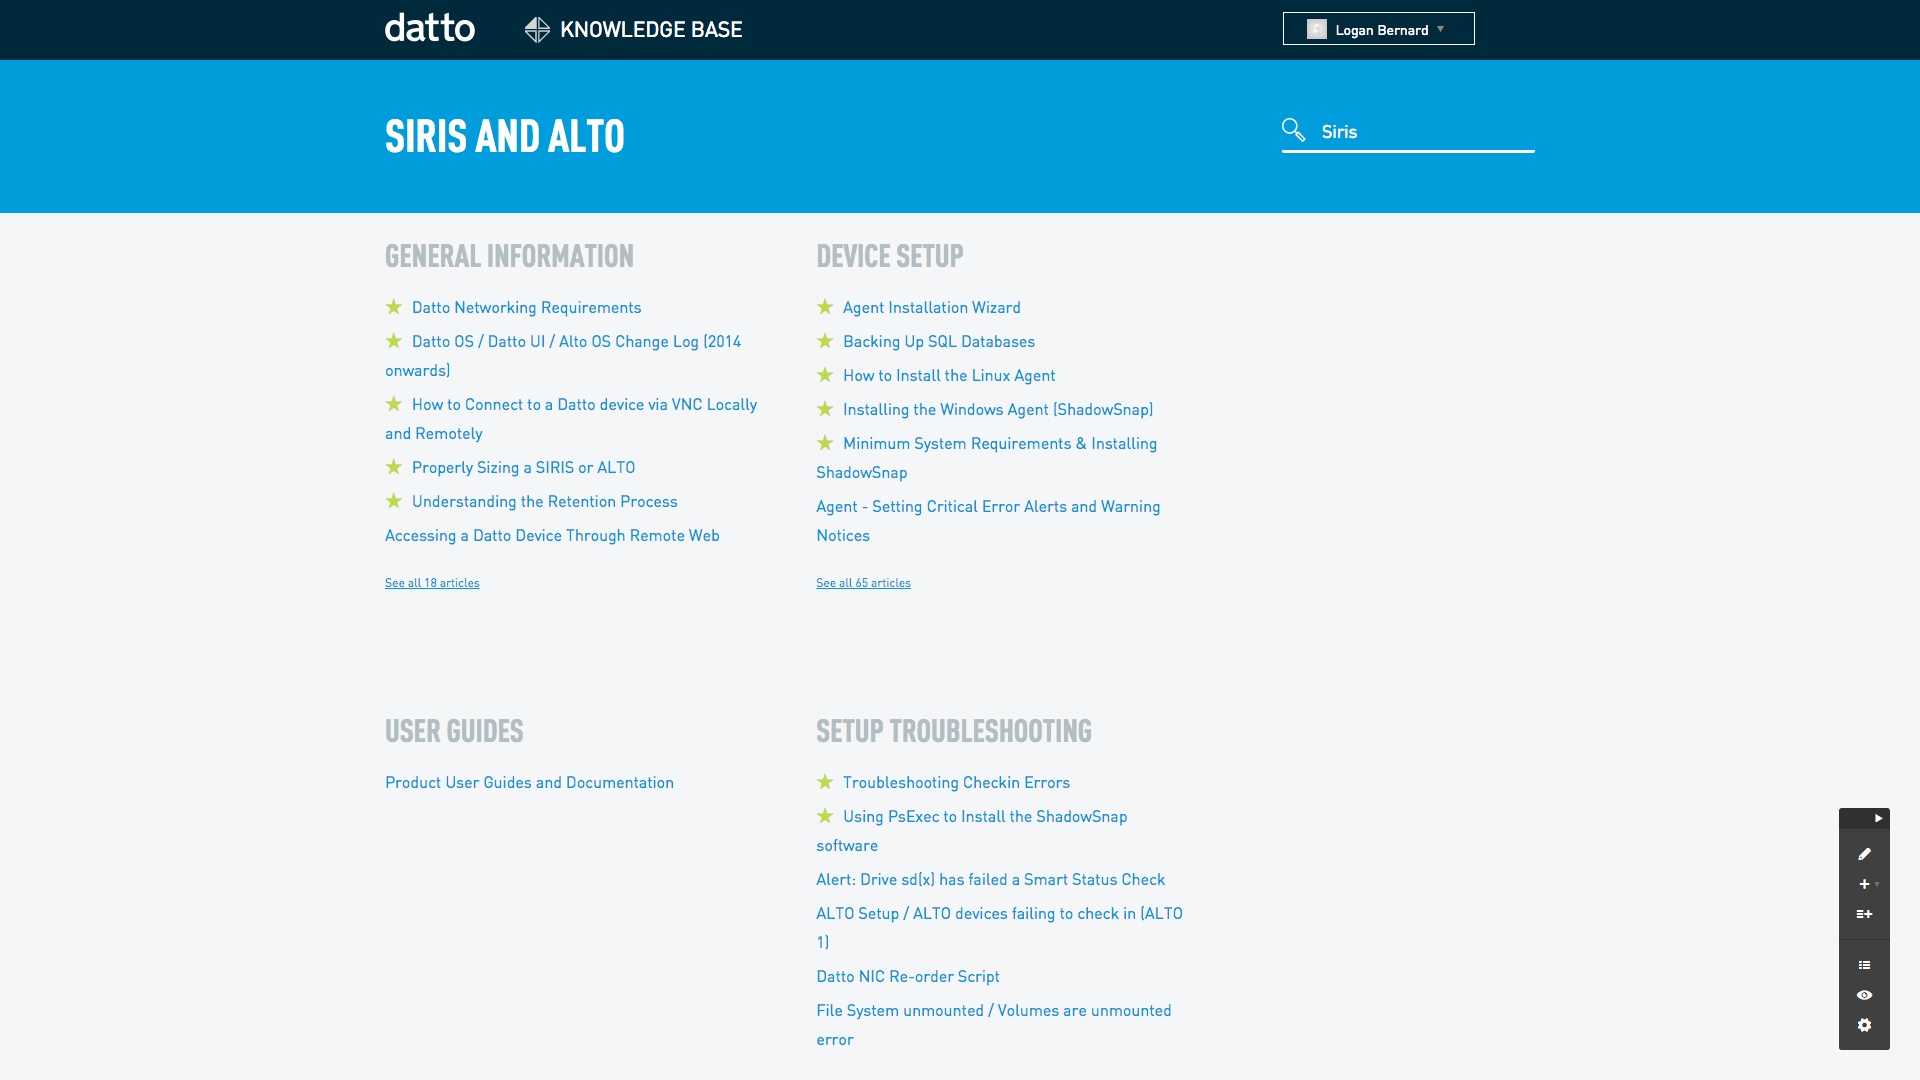 datto
KNOWLEDGE BASE
Logan Bernard
SIRIS AND ALTO
Siris
GENERAL INFORMATION
Datto Networking Requirements
Datto OS / Datto UI / Alto OS Change Log (2014
onwards)
How to Connect to a Datto device via VNC Locally
and Remotely
Properly Sizing a SIRIS or ALTO
Understanding the Retention Process
Accessing a Datto Device Through Remote Web
See all 18 articles
DEVICE SETUP
Agent Installation Wizard
Backing Up SQL Databases
How to Install the Linux Agent
Installing the Windows Agent (ShadowSnap)
Minimum System Requirements & Installing
ShadowSnap
Agent - Setting Critical Error Alerts and Warning
Notices
See all 65 articles
USER GUIDES
Product User Guides and Documentation
SETUP TROUBLESHOOTING
Troubleshooting Checkin Errors
Using PsExec to Install the ShadowSnap
software
Alert: Drive sd(x) has failed a Smart Status Check
ALTO Setup / ALTO devices failing to check in (ALTO
1)
Datto NIC Re-order Script
File System unmounted / Volumes are unmounted
error